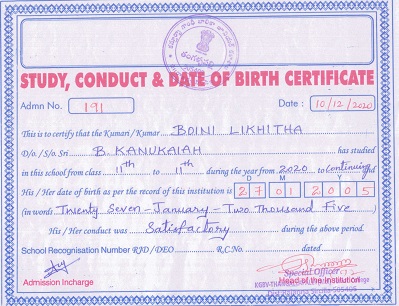 STUDY, CONDUCT & DATE OF BIRTH CERTIFICATE
Admn No. 191 Date : 10/12/2020
This is to certify that the Kumari / Kumar BOINI LIKHITHA
D/o. /S/o. Sri B. KANUKAIAH has studied
in this school from class 11th to 11th during the year from 2020 to Continuing
His / Her date of birth as per the record of this institution is D M Y 27 01 2005
(in words) Twenty Seven - January - Two Thousand Five )
His / Her conduct was Satisfactory during the above period.
School Recognisation Number RJD / DEO R.C.No. dated
Special Officer
Admission Incharge Head of the Institution